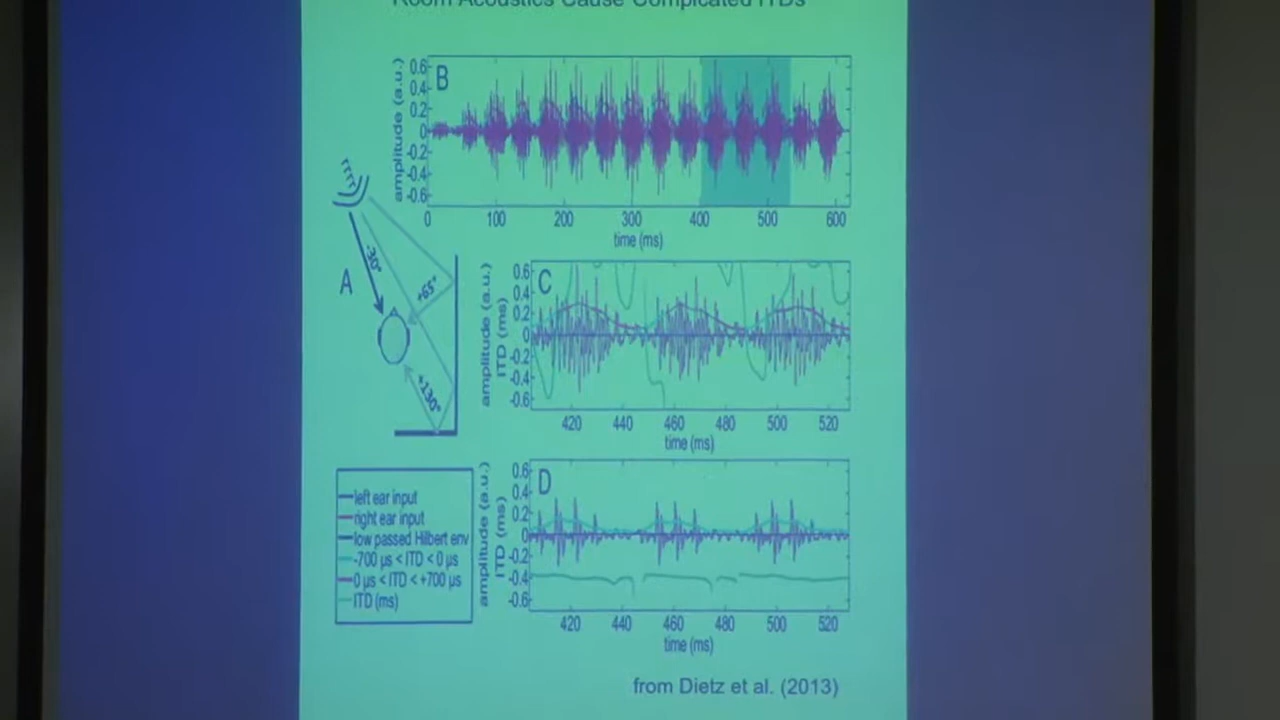 Room Acoustics Cause Complicated ITDs
B
amplitude (a.u.)
0.6
0.4
0.2
0
-0.2
-0.4
-0.6
0 100 200 300 400 500 600
time (ms)
A
-30°
+65°
+130°
C
amplitude (a.u.)
ITD (ms)
0.6
0.4
0.2
0
-0.2
-0.4
-0.6
420 440 460 480 500 520
time (ms)
left ear input
right ear input
low passed Hilbert env
-700 µs < ITD < 0 µs
0 µs < ITD < +700 µs
ITD (ms)
D
amplitude (a.u.)
ITD (ms)
0.6
0.4
0.2
0
-0.2
-0.4
-0.6
420 440 460 480 500 520
time (ms)
from Dietz et al. (2013)